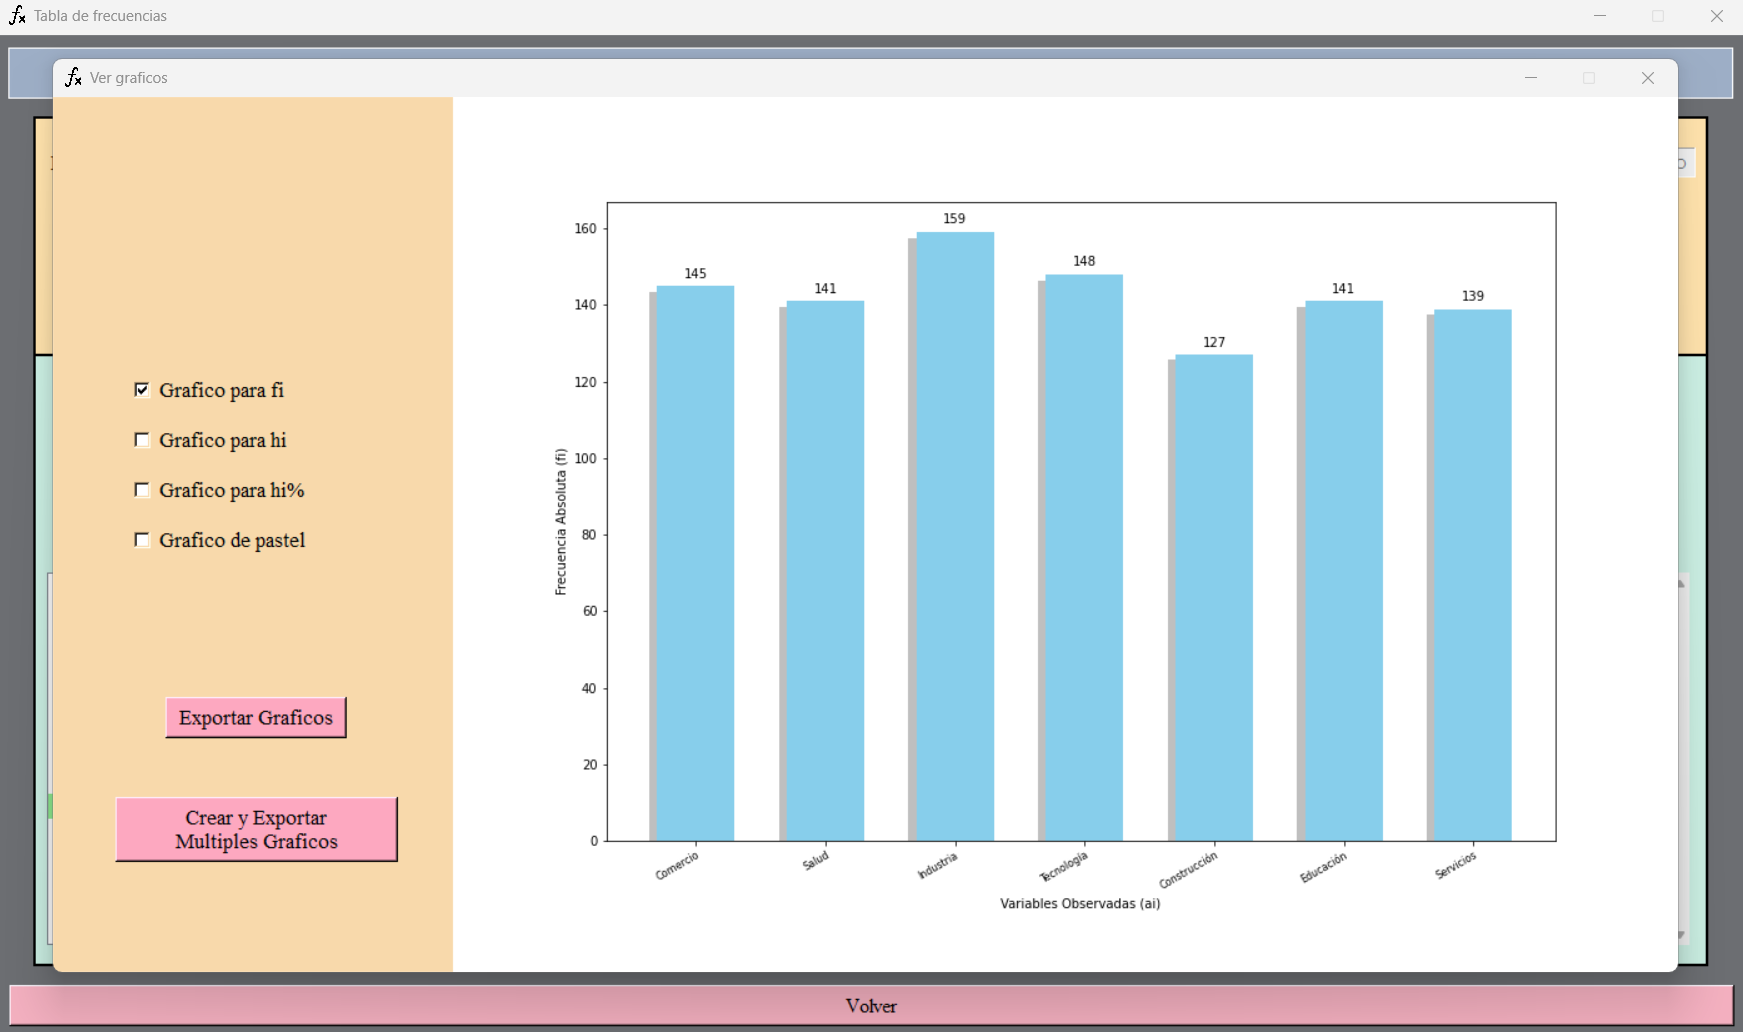 Tabla de frecuencias
Ver graficos
Grafico para fi
Grafico para hi
Grafico para hi%
Grafico de pastel
Exportar Graficos
Crear y Exportar
Multiples Graficos
160
140
120
100
80
60
40
20
0
Frecuencia Absoluta (fi)
145
141
159
148
127
141
139
Comercio
Salud
Industria
Tecnología
Construcción
Educación
Servicios
Variables Observadas (ai)
Volver